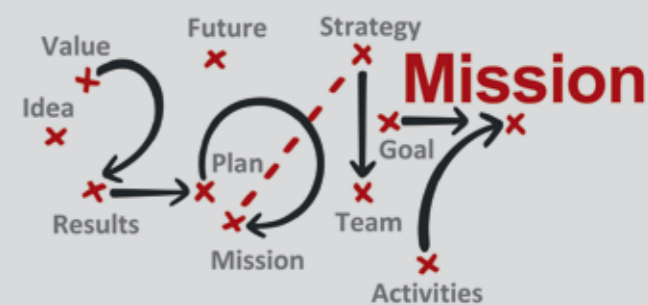 Future
Strategy
Value
Mission
Idea
Goal
Plan
Results
Team
Mission
Activities